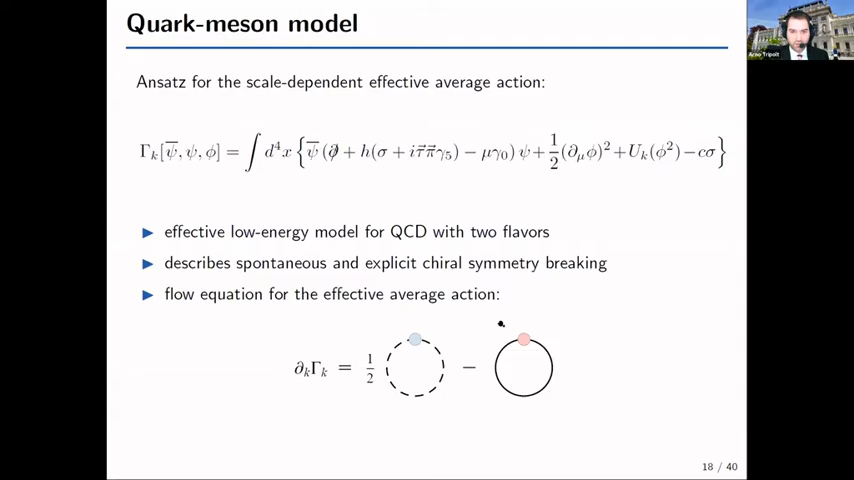 Quark-meson model
Arno Tripolt
Ansatz for the scale-dependent effective average action:
Γ_k[ψ̄, ψ, ϕ] = ∫ d⁴x {ψ̄ (∂̸ + h(σ + iτ⃗π⃗γ₅) − μγ₀) ψ + 1/2 (∂_μϕ)² + U_k(ϕ²) − cσ}
▶ effective low-energy model for QCD with two flavors
▶ describes spontaneous and explicit chiral symmetry breaking
▶ flow equation for the effective average action:
∂_kΓ_k = 1/2 −
18 / 40